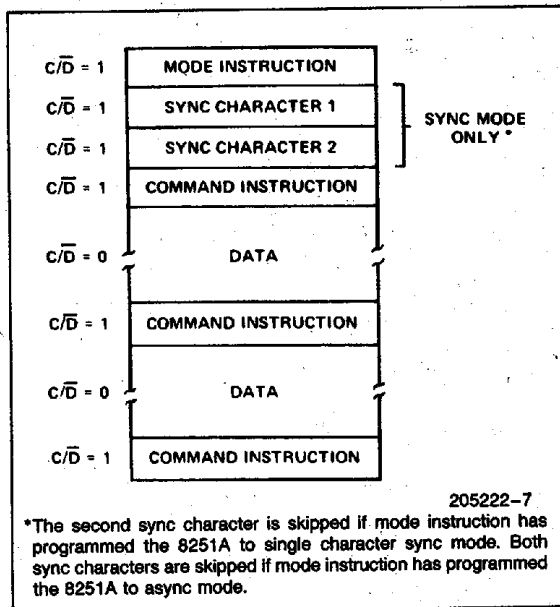 C/D̅ = 1 MODE INSTRUCTION
C/D̅ = 1 SYNC CHARACTER 1
SYNC MODE
ONLY*
C/D̅ = 1 SYNC CHARACTER 2
C/D̅ = 1 COMMAND INSTRUCTION
C/D̅ = 0 DATA
C/D̅ = 1 COMMAND INSTRUCTION
C/D̅ = 0 DATA
C/D̅ = 1 COMMAND INSTRUCTION
205222–7
*The second sync character is skipped if mode instruction has
programmed the 8251A to single character sync mode. Both
sync characters are skipped if mode instruction has programmed
the 8251A to async mode.